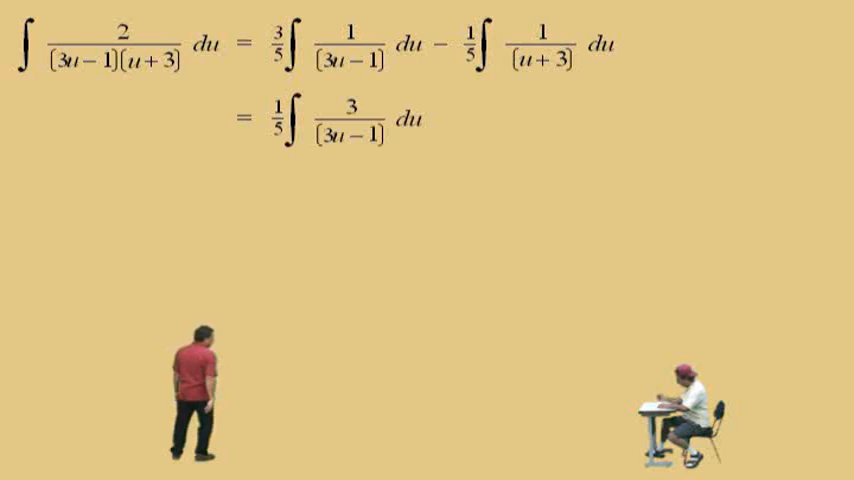 ∫ 2/((3u − 1)(u + 3)) du = 3/5 ∫ 1/(3u − 1) du − 1/5 ∫ 1/(u + 3) du
= 1/5 ∫ 3/(3u − 1) du